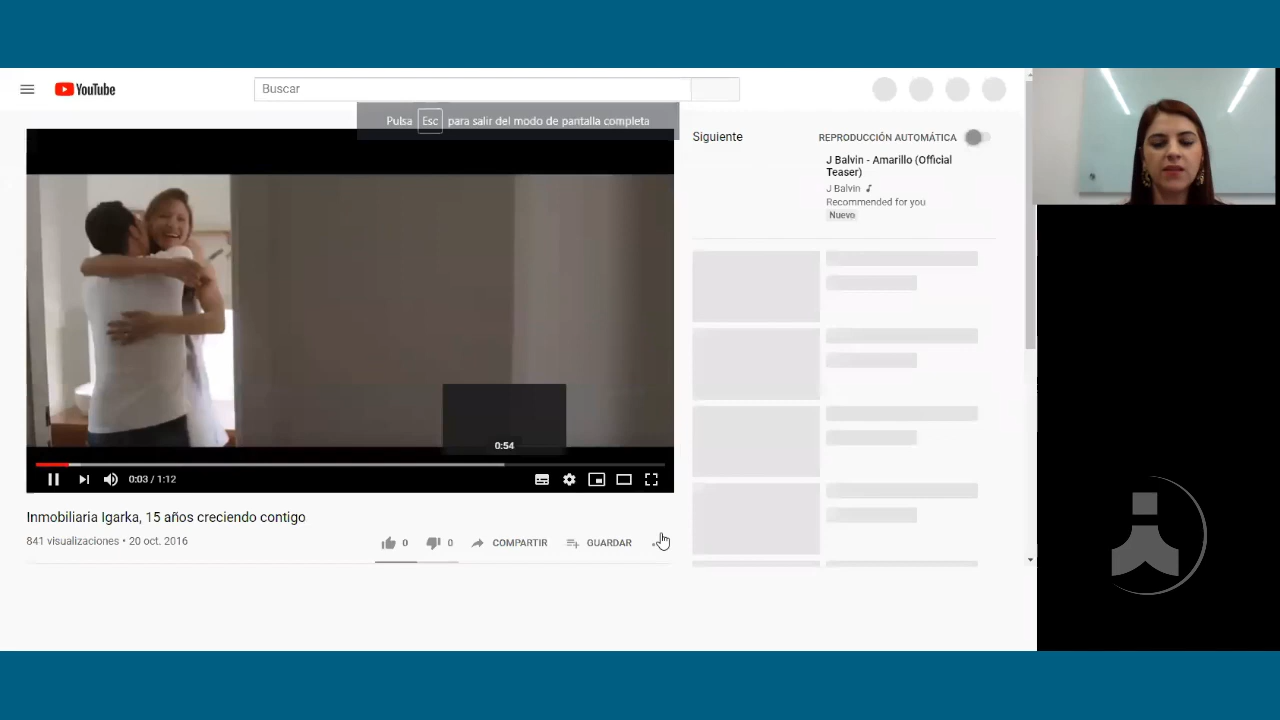 YouTube
Buscar
Pulsa Esc para salir del modo de pantalla completa
Siguiente
REPRODUCCIÓN AUTOMÁTICA
J Balvin - Amarillo (Official
Teaser)
J Balvin
Recommended for you
Nuevo
0:54
0:03 / 1:12
Inmobiliaria Igarka, 15 años creciendo contigo
841 visualizaciones • 20 oct. 2016
0
0
COMPARTIR
GUARDAR